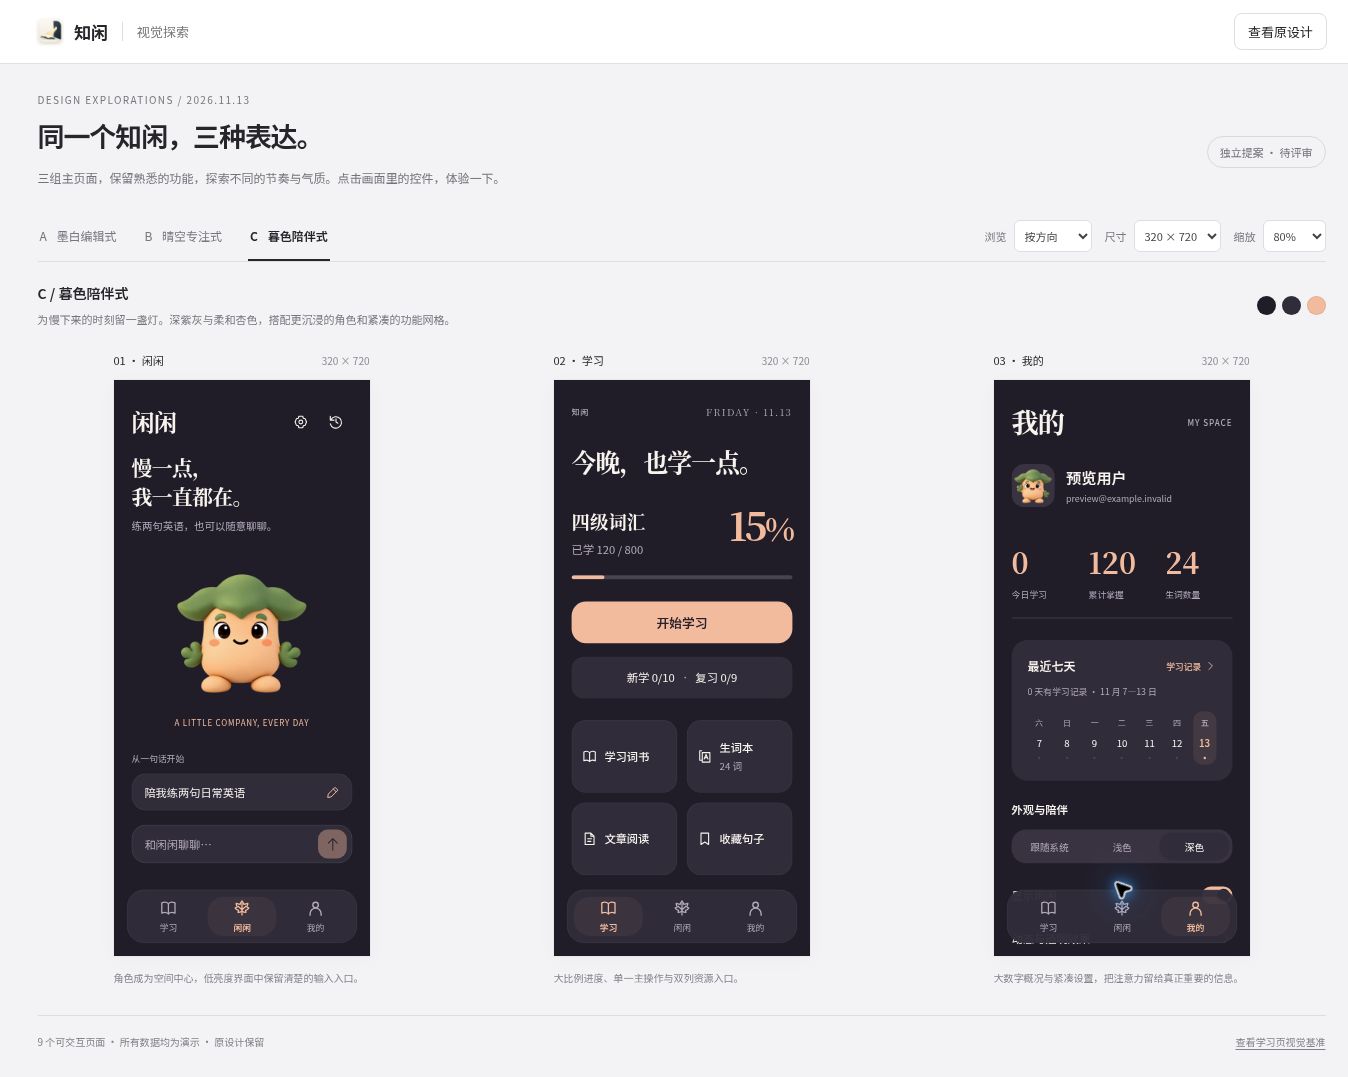 知闲
视觉探索
查看原设计
DESIGN EXPLORATIONS / 2026.11.13
同一个知闲，三种表达。
三组主页面，保留熟悉的功能，探索不同的节奏与气质。点击画面里的控件，体验一下。
独立提案 · 待评审
A 墨白编辑式
B 晴空专注式
C 暮色陪伴式
浏览 按方向
尺寸 320 × 720
缩放 80%
C / 暮色陪伴式
为慢下来的时刻留一盏灯。深紫灰与柔和杏色，搭配更沉浸的角色和紧凑的功能网格。
01 · 闲闲
320 × 720
闲闲
慢一点，
我一直都在。
练两句英语，也可以随意聊聊。
A LITTLE COMPANY, EVERY DAY
从一句话开始
陪我练两句日常英语
和闲闲聊聊…
学习
闲闲
我的
角色成为空间中心，低亮度界面中保留清楚的输入入口。
02 · 学习
320 × 720
知闲
FRIDAY · 11.13
今晚，也学一点。
四级词汇
已学 120 / 800
15%
开始学习
新学 0/10 · 复习 0/9
学习词书
生词本
24 词
文章阅读
收藏句子
学习
闲闲
我的
大比例进度、单一主操作与双列资源入口。
03 · 我的
320 × 720
我的
MY SPACE
预览用户
preview@example.invalid
0
120
24
今日学习
累计掌握
生词数量
最近七天
学习记录
0 天有学习记录 · 11 月 7—13 日
六 日 一 二 三 四 五
7 8 9 10 11 12 13
外观与陪伴
跟随系统
浅色
深色
学习
闲闲
我的
大数字概况与紧凑设置，把注意力留给真正重要的信息。
9 个可交互页面 · 所有数据均为演示 · 原设计保留
查看学习页视觉基准